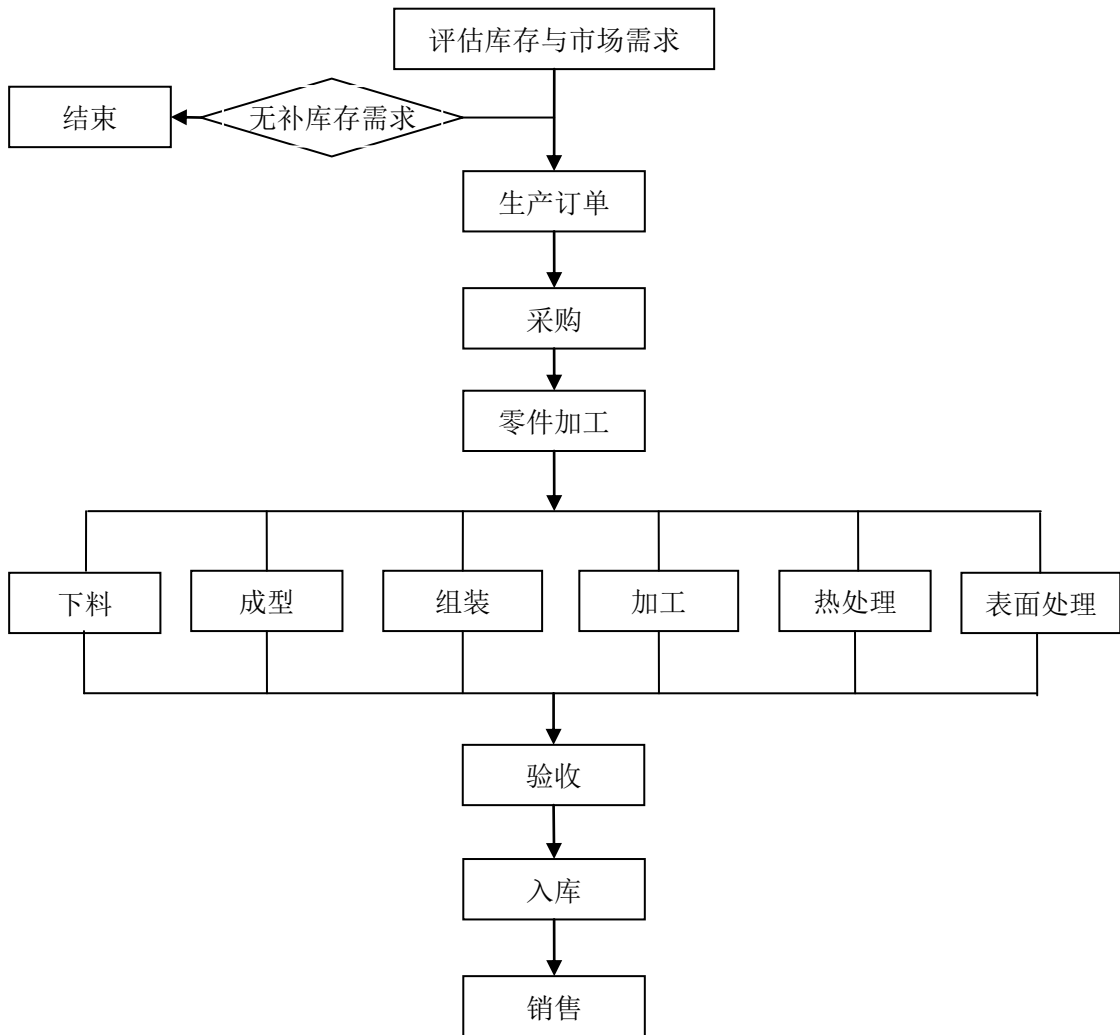 评估库存与市场需求
结束
无补库存需求
生产订单
采购
零件加工
下料
成型
组装
加工
热处理
表面处理
验收
入库
销售